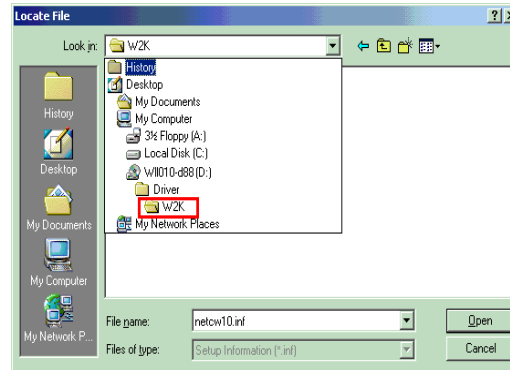 Locate File
Look in:
W2K
History
Desktop
My Documents
My Computer
3½ Floppy (A:)
Local Disk (C:)
WII010-d88 (D:)
Driver
W2K
My Network Places
History
Desktop
My Documents
My Computer
My Network P...
File name:
netcw10.inf
Open
Files of type:
Setup Information (*.inf)
Cancel